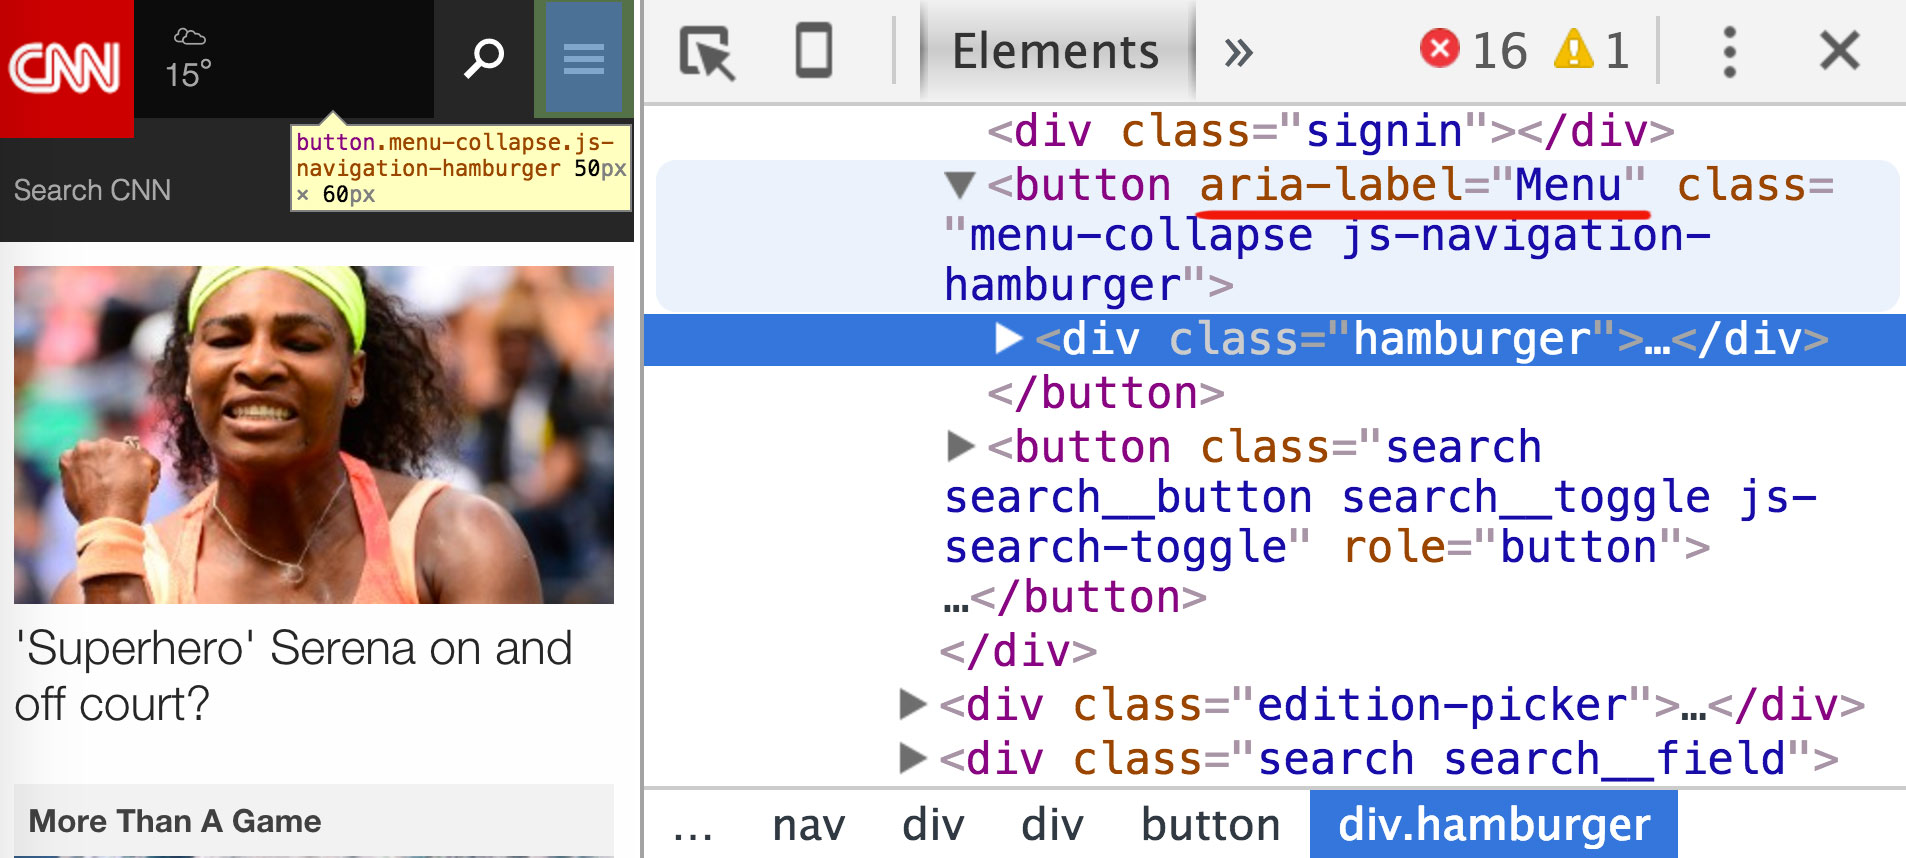 CNN
15°
button.menu-collapse.js-
navigation-hamburger 50px
× 60px
Search CNN
'Superhero' Serena on and
off court?
More Than A Game
Elements » 16 1
<div class="signin"></div>
<button aria-label="Menu" class=
"menu-collapse js-navigation-
hamburger">
<div class="hamburger">…</div>
</button>
<button class="search
search__button search__toggle js-
search-toggle" role="button">
…</button>
</div>
<div class="edition-picker">…</div>
<div class="search search__field">
... nav div div button div.hamburger